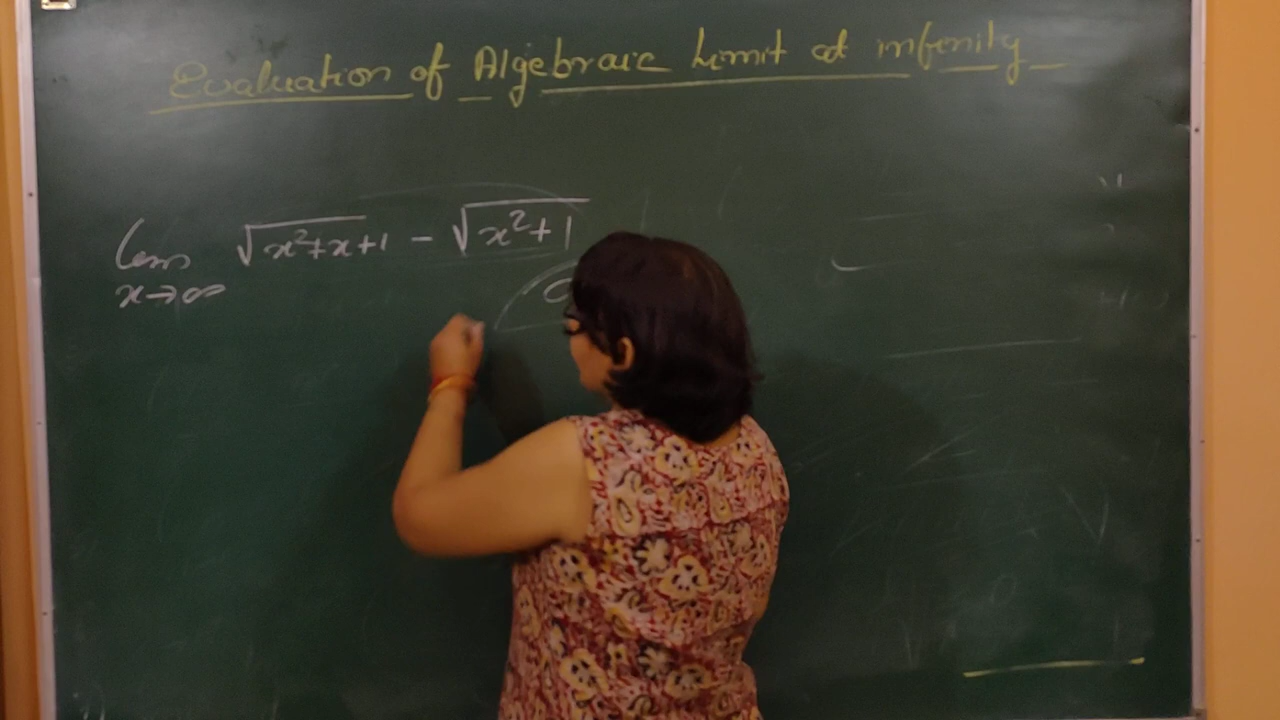 Evaluation of Algebraic Limit at infinity
lim √x²+x+1 - √x²+1
x→∞